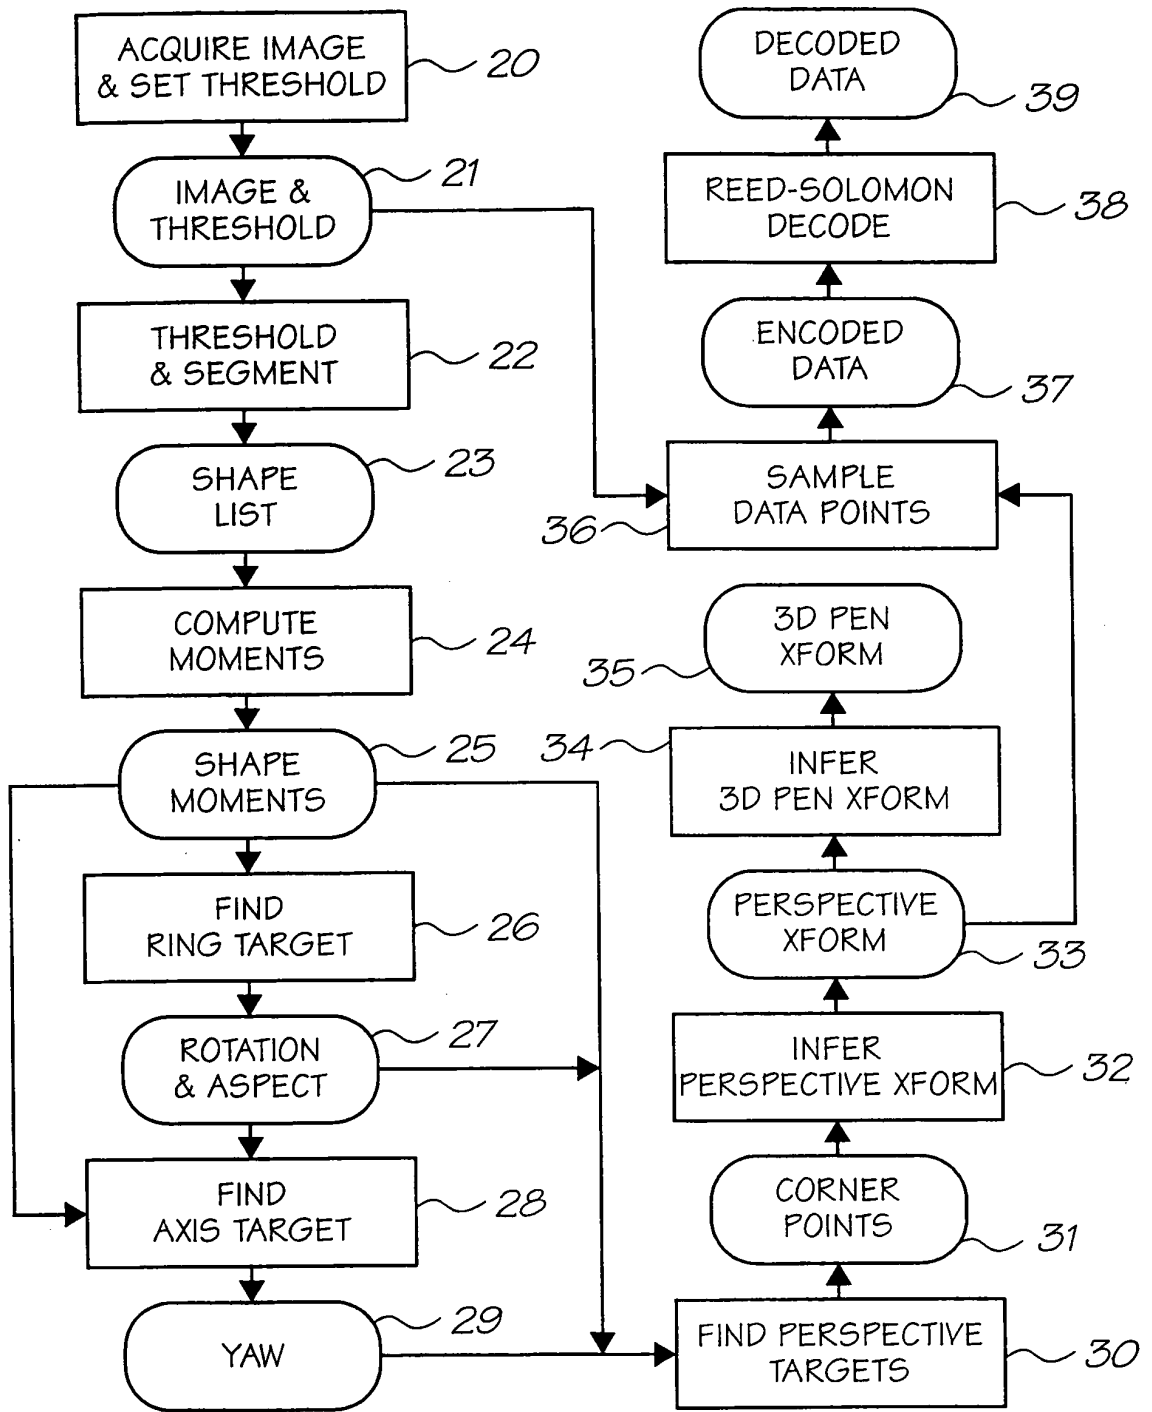 ACQUIRE IMAGE
& SET THRESHOLD
20
IMAGE &
THRESHOLD
21
THRESHOLD
& SEGMENT
22
SHAPE
LIST
23
COMPUTE
MOMENTS
24
SHAPE
MOMENTS
25
FIND
RING TARGET
26
ROTATION
& ASPECT
27
FIND
AXIS TARGET
28
YAW
29
DECODED
DATA
39
REED-SOLOMON
DECODE
38
ENCODED
DATA
37
SAMPLE
DATA POINTS
36
3D PEN
XFORM
35
INFER
3D PEN XFORM
34
PERSPECTIVE
XFORM
33
INFER
PERSPECTIVE XFORM
32
CORNER
POINTS
31
FIND PERSPECTIVE
TARGETS
30